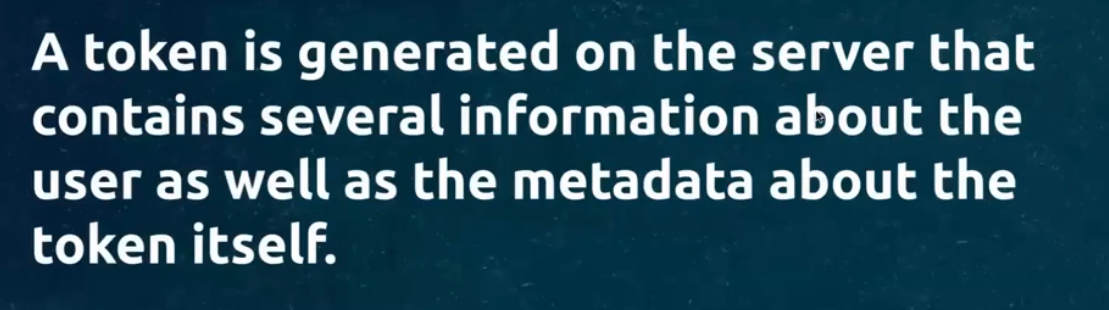 A token is generated on the server that
contains several information about the
user as well as the metadata about the
token itself.